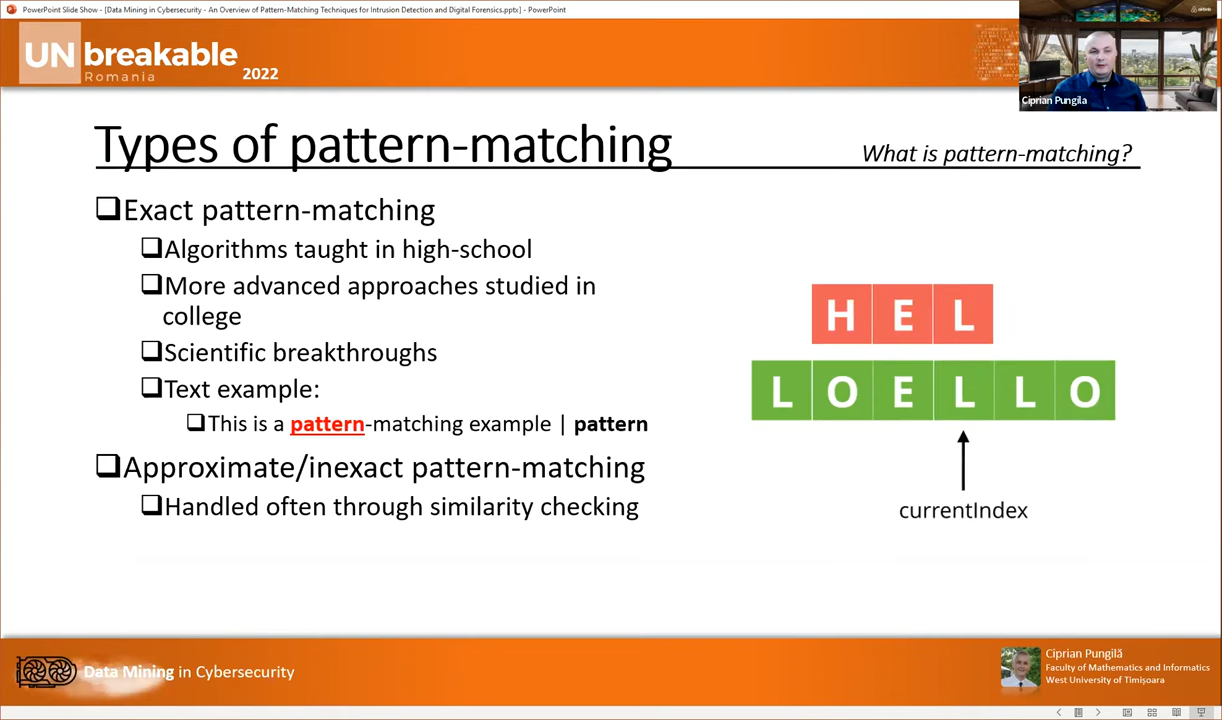 PowerPoint Slide Show - [Data Mining in Cybersecurity - An Overview of Pattern-Matching Techniques for Intrusion Detection and Digital Forensics.pptx] - PowerPoint
UNbreakable
Romania
2022
Ciprian Pungila
Types of pattern-matching
What is pattern-matching?
Exact pattern-matching
Algorithms taught in high-school
More advanced approaches studied in
college
Scientific breakthroughs
Text example:
This is a pattern-matching example | pattern
Approximate/inexact pattern-matching
Handled often through similarity checking
H E L
L O E L L O
currentIndex
Data Mining in Cybersecurity
Ciprian Pungilă
Faculty of Mathematics and Informatics
West University of Timișoara